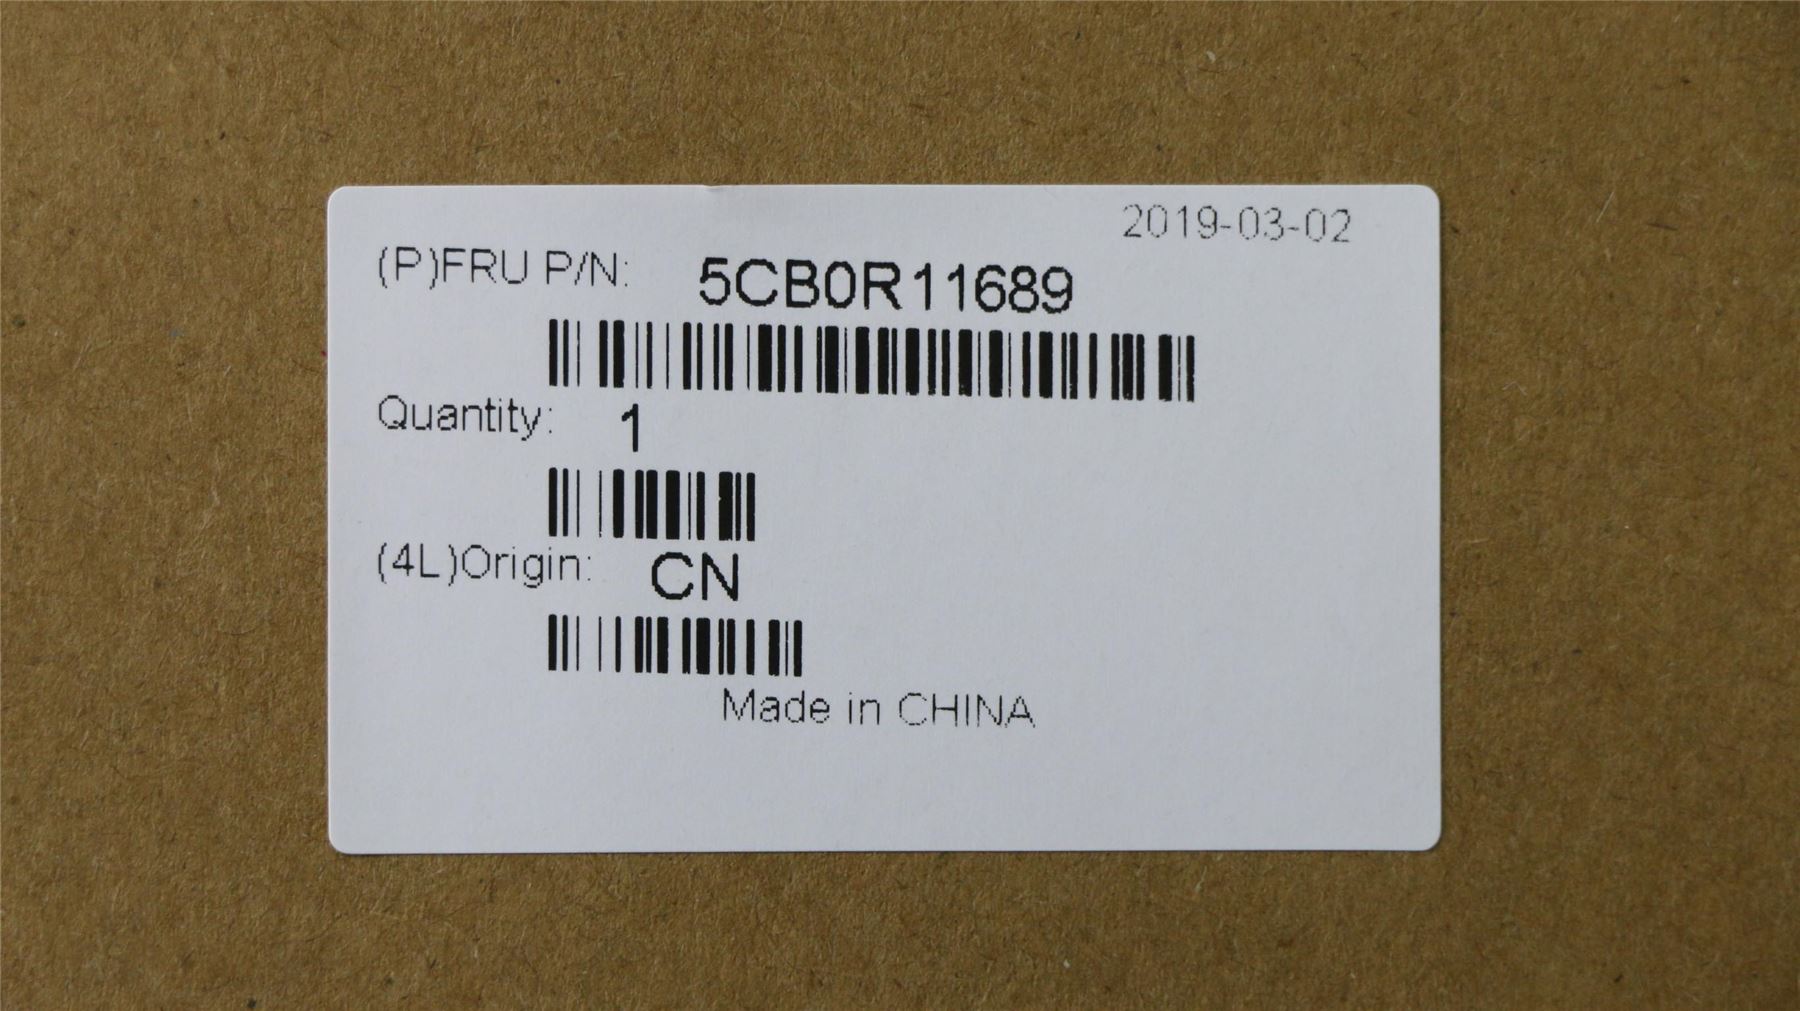 2019-03-02
(P)FRU P/N: 5CB0R11689
Quantity: 1
(4L)Origin: CN
Made in CHINA